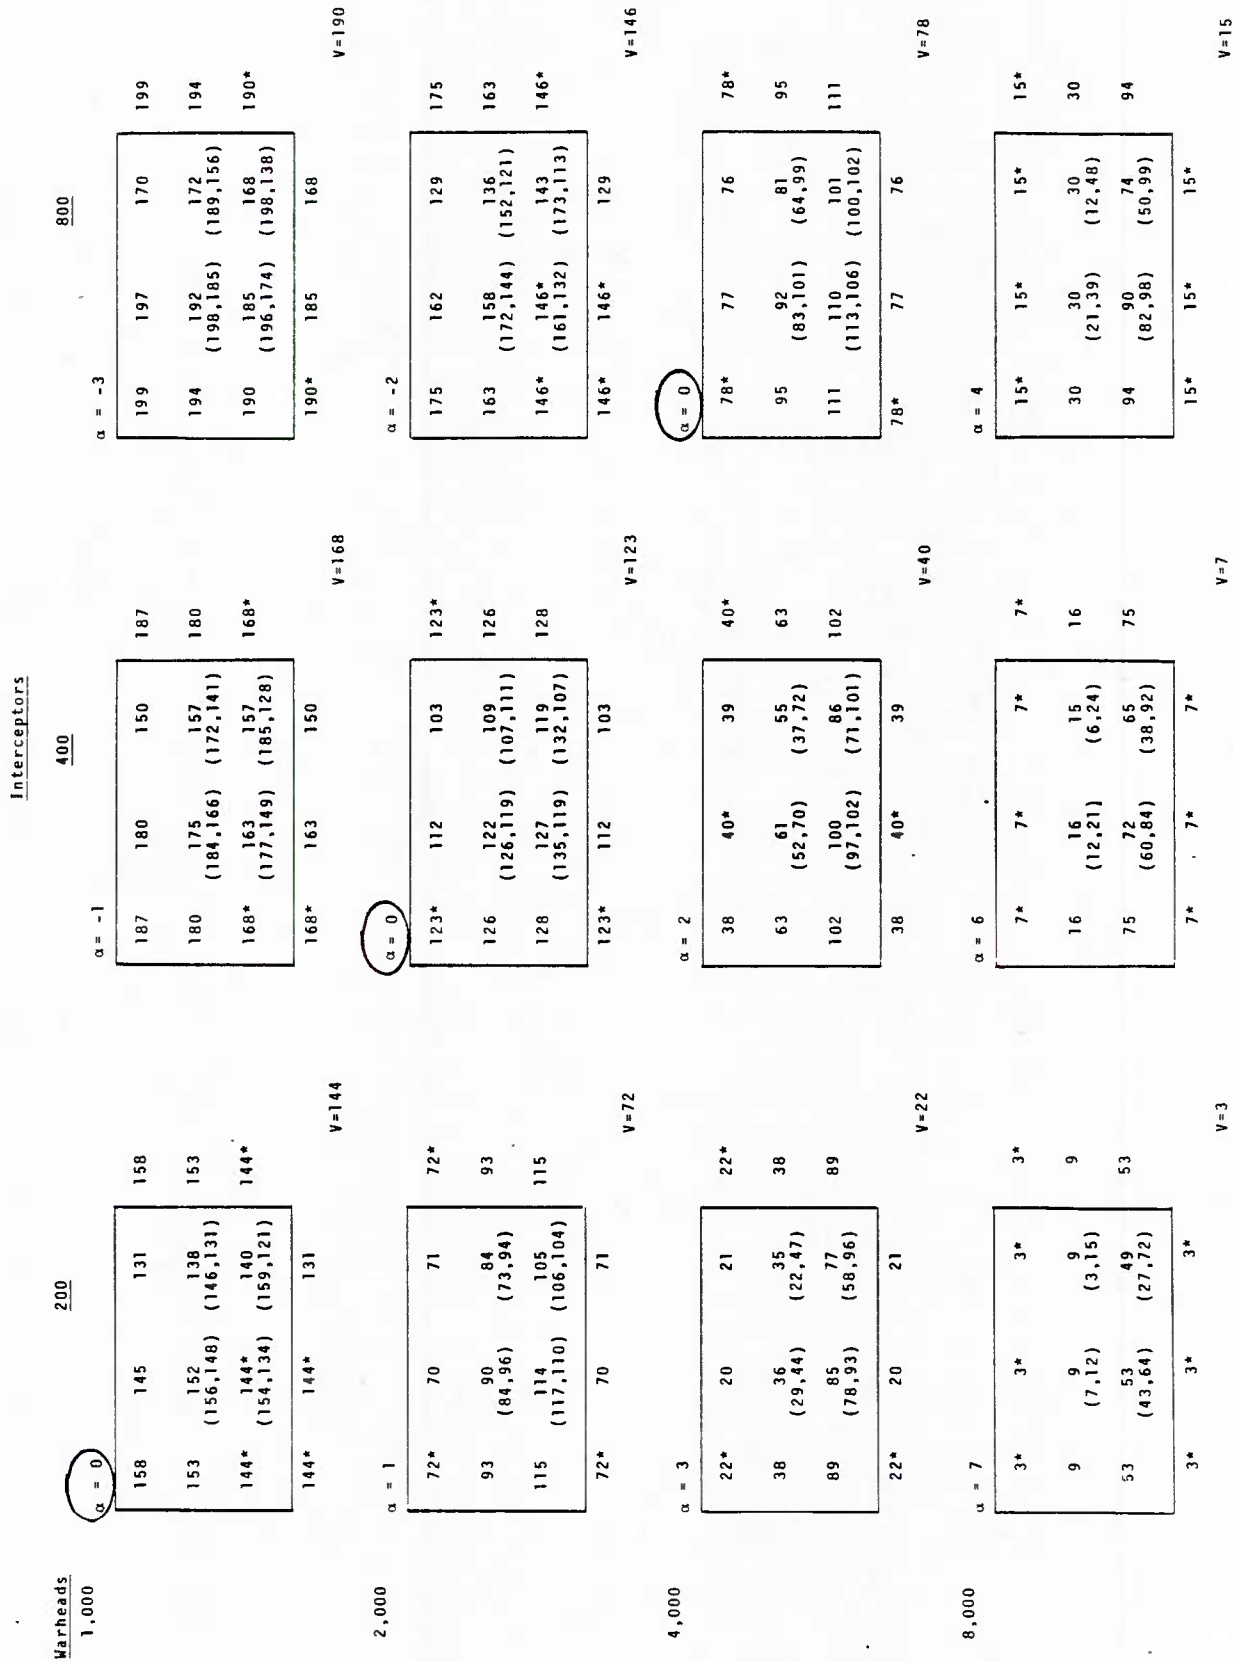 Interceptors
Warheads 200 400 800
1,000
α = 0
158 145 131 158
153 152 138 153
(156,148) (146,131)
144* 144* 140 144*
(154,134) (159,121)
144* 144* 131
V=144
α = -1
187 180 150 187
180 175 157 180
(184,166) (172,141)
168* 163 157 168*
(177,149) (185,128)
168* 163 150
V=168
α = -3
199 197 170 199
194 192 172 194
(198,185) (189,156)
190 185 168 190*
(196,174) (198,138)
190* 185 168
V=190
2,000
α = 1
72* 70 71 72*
93 90 84 93
(84,96) (73,94)
115 114 105 115
(117,110) (106,104)
72* 70 71
V=72
α = 0
123* 112 103 123*
126 122 109 126
(126,119) (107,111)
128 127 119 128
(135,119) (132,107)
123* 112 103
V=123
α = -2
175 162 129 175
163 158 136 163
(172,144) (152,121)
146* 146* 143 146*
(161,132) (173,113)
146* 146* 129
V=146
4,000
α = 3
22* 20 21 22*
38 36 35 38
(29,44) (22,47)
89 85 77 89
(78,93) (58,96)
22* 20 21
V=22
α = 2
38 40* 39 40*
63 61 55 63
(52,70) (37,72)
102 100 86 102
(97,102) (71,101)
38 40* 39
V=40
α = 0
78* 77 76 78*
95 92 81 95
(83,101) (64,99)
111 110 101 111
(113,106) (100,102)
78* 77 76
V=78
8,000
α = 7
3* 3* 3* 3*
9 9 9 9
(7,12) (3,15)
53 53 49 53
(43,64) (27,72)
3* 3* 3*
V=3
α = 6
7* 7* 7* 7*
16 16 15 16
(12,21) (6,24)
75 72 65 75
(60,84) (38,92)
7* 7* 7*
V=7
α = 4
15* 15* 15* 15*
30 30 30 30
(21,39) (12,48)
94 90 74 94
(82,98) (50,99)
15* 15* 15*
V=15